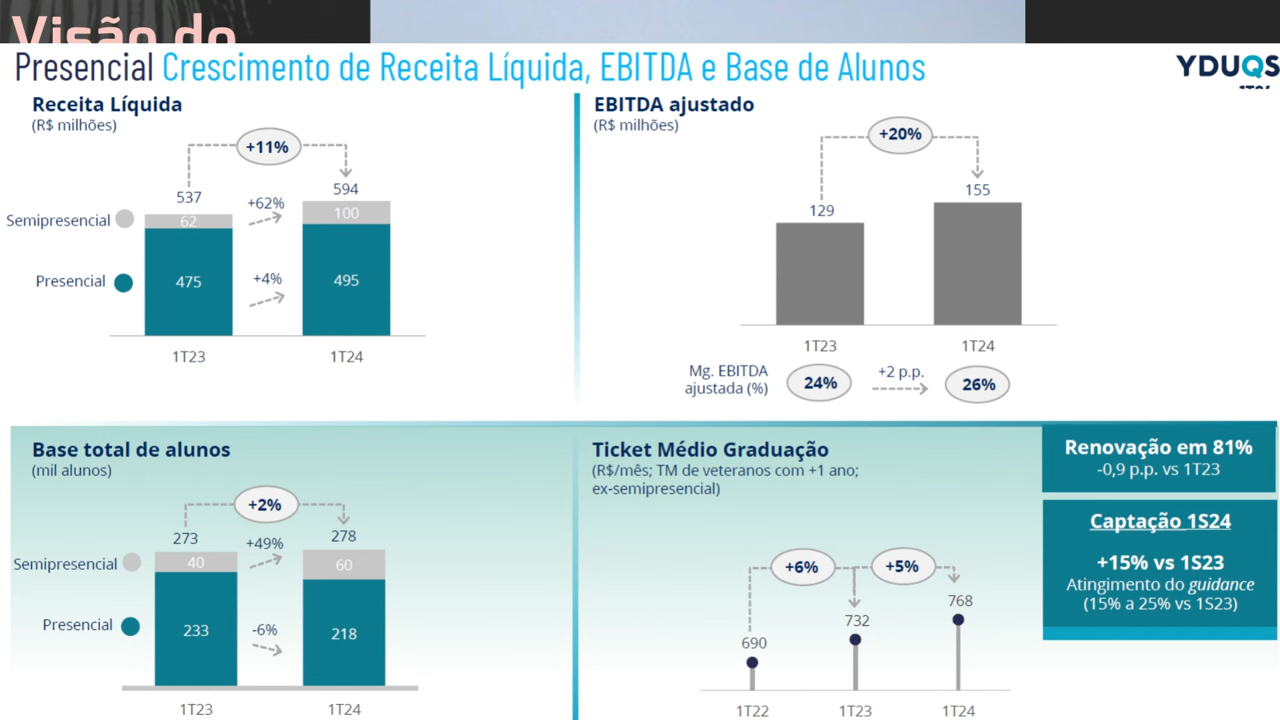 Visão do
Presencial Crescimento de Receita Líquida, EBITDA e Base de Alunos
YDUQS
Receita Líquida
(R$ milhões)
+11%
537
594
+62%
Semipresencial
62
100
Presencial
475
+4%
495
1T23
1T24
EBITDA ajustado
(R$ milhões)
+20%
129
155
1T23
1T24
Mg. EBITDA
ajustada (%)
24%
+2 p.p.
26%
Base total de alunos
(mil alunos)
+2%
273
278
+49%
Semipresencial
40
60
Presencial
233
-6%
218
1T23
1T24
Ticket Médio Graduação
(R$/mês; TM de veteranos com +1 ano;
ex-semipresencial)
+6%
+5%
690
732
768
1T22
1T23
1T24
Renovação em 81%
-0,9 p.p. vs 1T23
Captação 1S24
+15% vs 1S23
Atingimento do guidance
(15% a 25% vs 1S23)